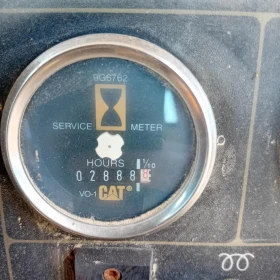 9G6762
SERVICE METER
HOURS 1/10
02888
VO-1 CAT®